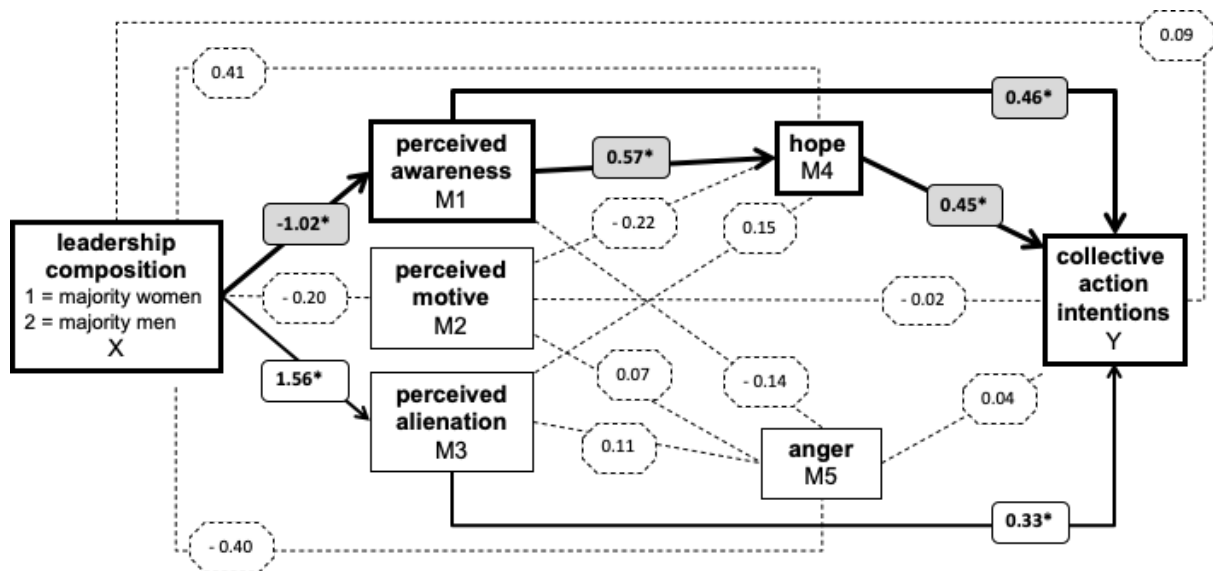 0.09
0.41
0.46*
perceived
awareness
M1
0.57*
hope
M4
-1.02*
- 0.22
0.15
0.45*
leadership
composition
1 = majority women
2 = majority men
X
- 0.20
perceived
motive
M2
- 0.02
collective
action
intentions
Y
1.56*
0.07
- 0.14
0.04
perceived
alienation
M3
0.11
anger
M5
0.33*
- 0.40